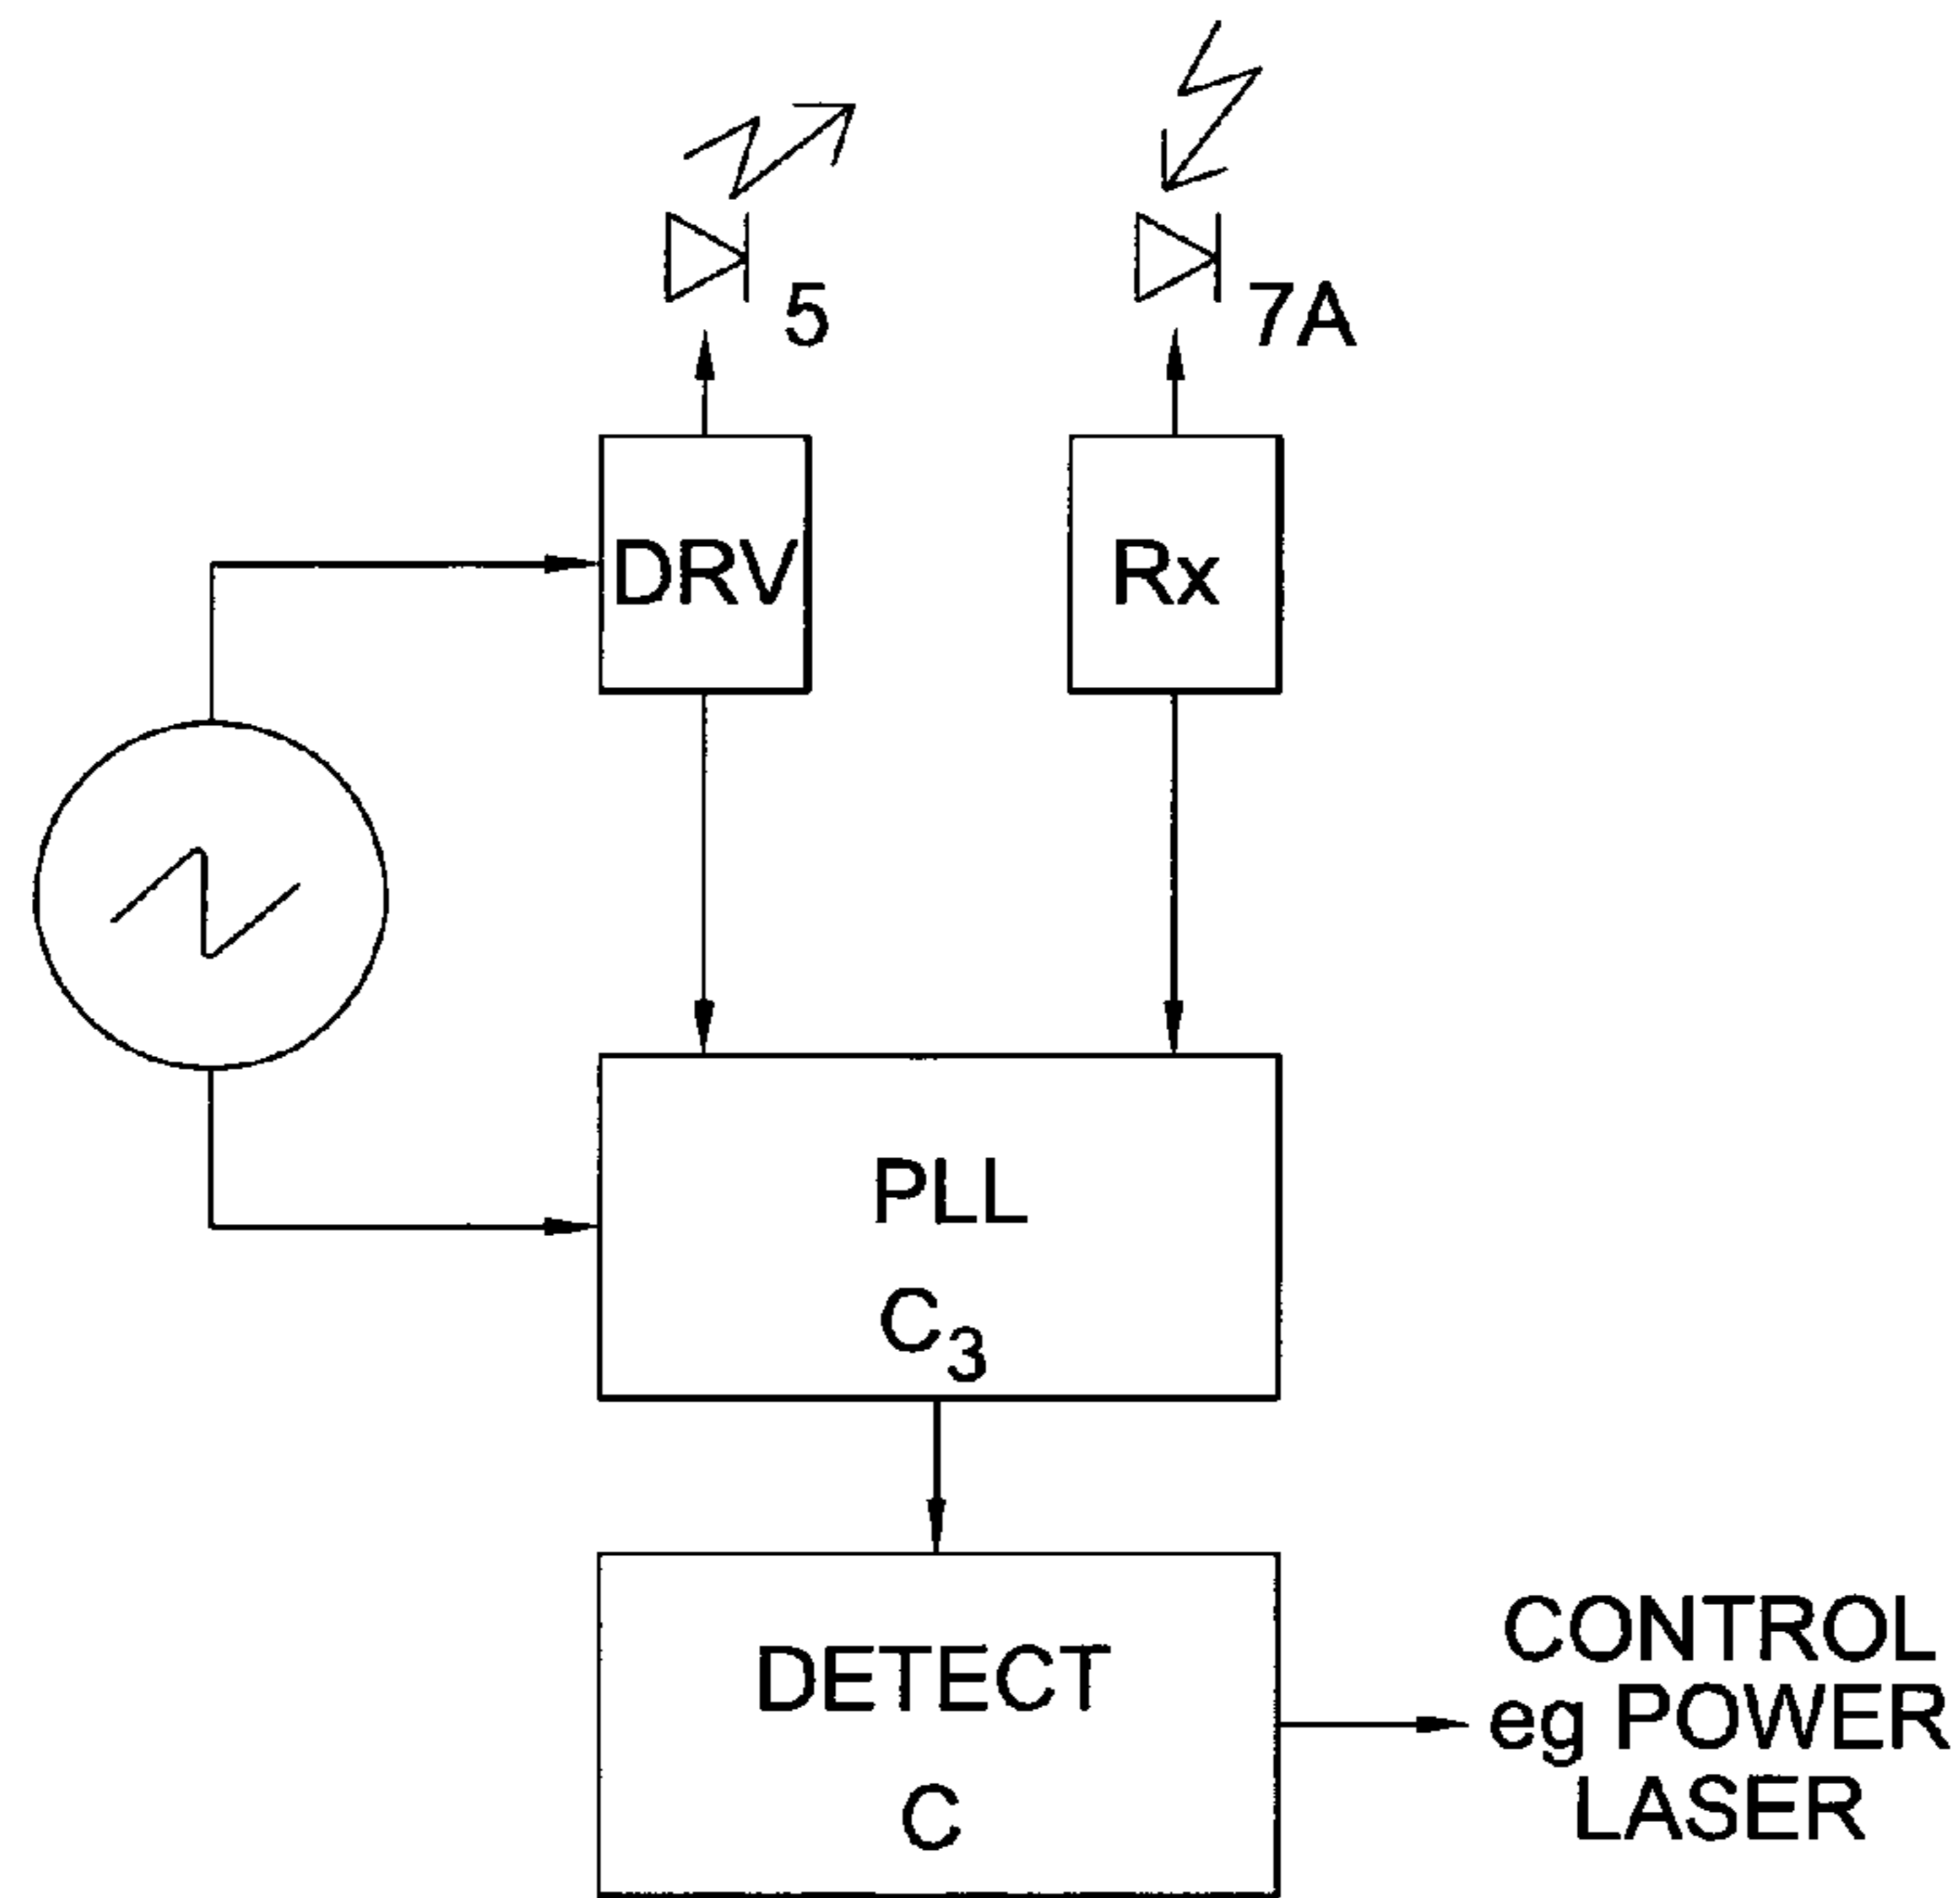 5
7A
DRV
Rx
PLL
C3
DETECT
C
CONTROL
eg POWER
LASER